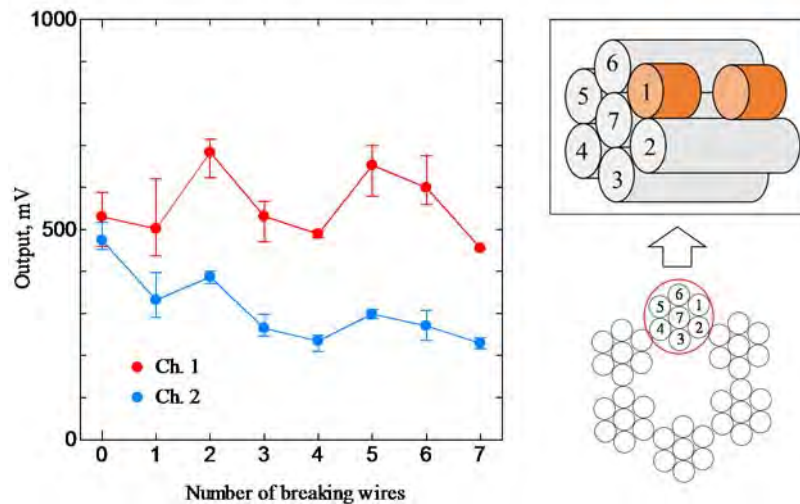 1000
500
0
Output, mV
Ch. 1
Ch. 2
0 1 2 3 4 5 6 7
Number of breaking wires
6
5 1
7
4 2
3
6
5 1
7
4 2
3